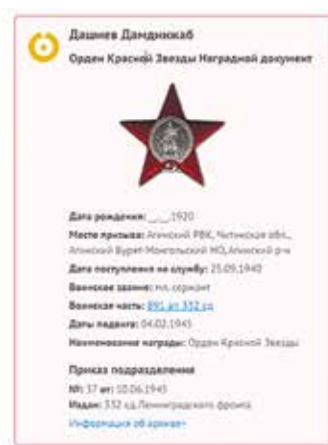 Дашиев Дамдинжаб
Орден Красной Звезды Наградной документ
Дата рождения: __.__.1920
Место призыва: Агинский РВК, Читинская обл.,
Агинский Бурят-Монгольский НО, Агинский р-н
Дата поступления на службу: 25.09.1940
Воинское звание: мл. сержант
Воинская часть: 891 ап 332 сд
Даты подвига: 04.02.1945
Наименование награды: Орден Красной Звезды
Приказ подразделения
№: 37 от: 10.06.1945
Издан: 332 сд Ленинградского фронта
Информация об архиве+